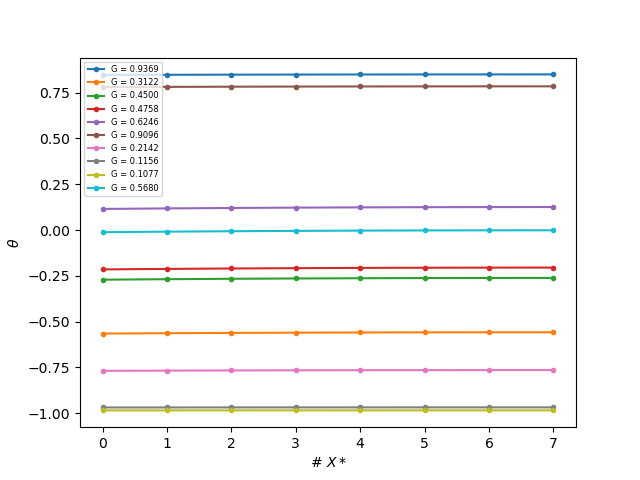 G = 0.9369
G = 0.3122
G = 0.4500
G = 0.4758
G = 0.6246
G = 0.9096
G = 0.2142
G = 0.1156
G = 0.1077
G = 0.5680
0.75
0.50
0.25
0.00
−0.25
−0.50
−0.75
−1.00
θ
0 1 2 3 4 5 6 7
# X *